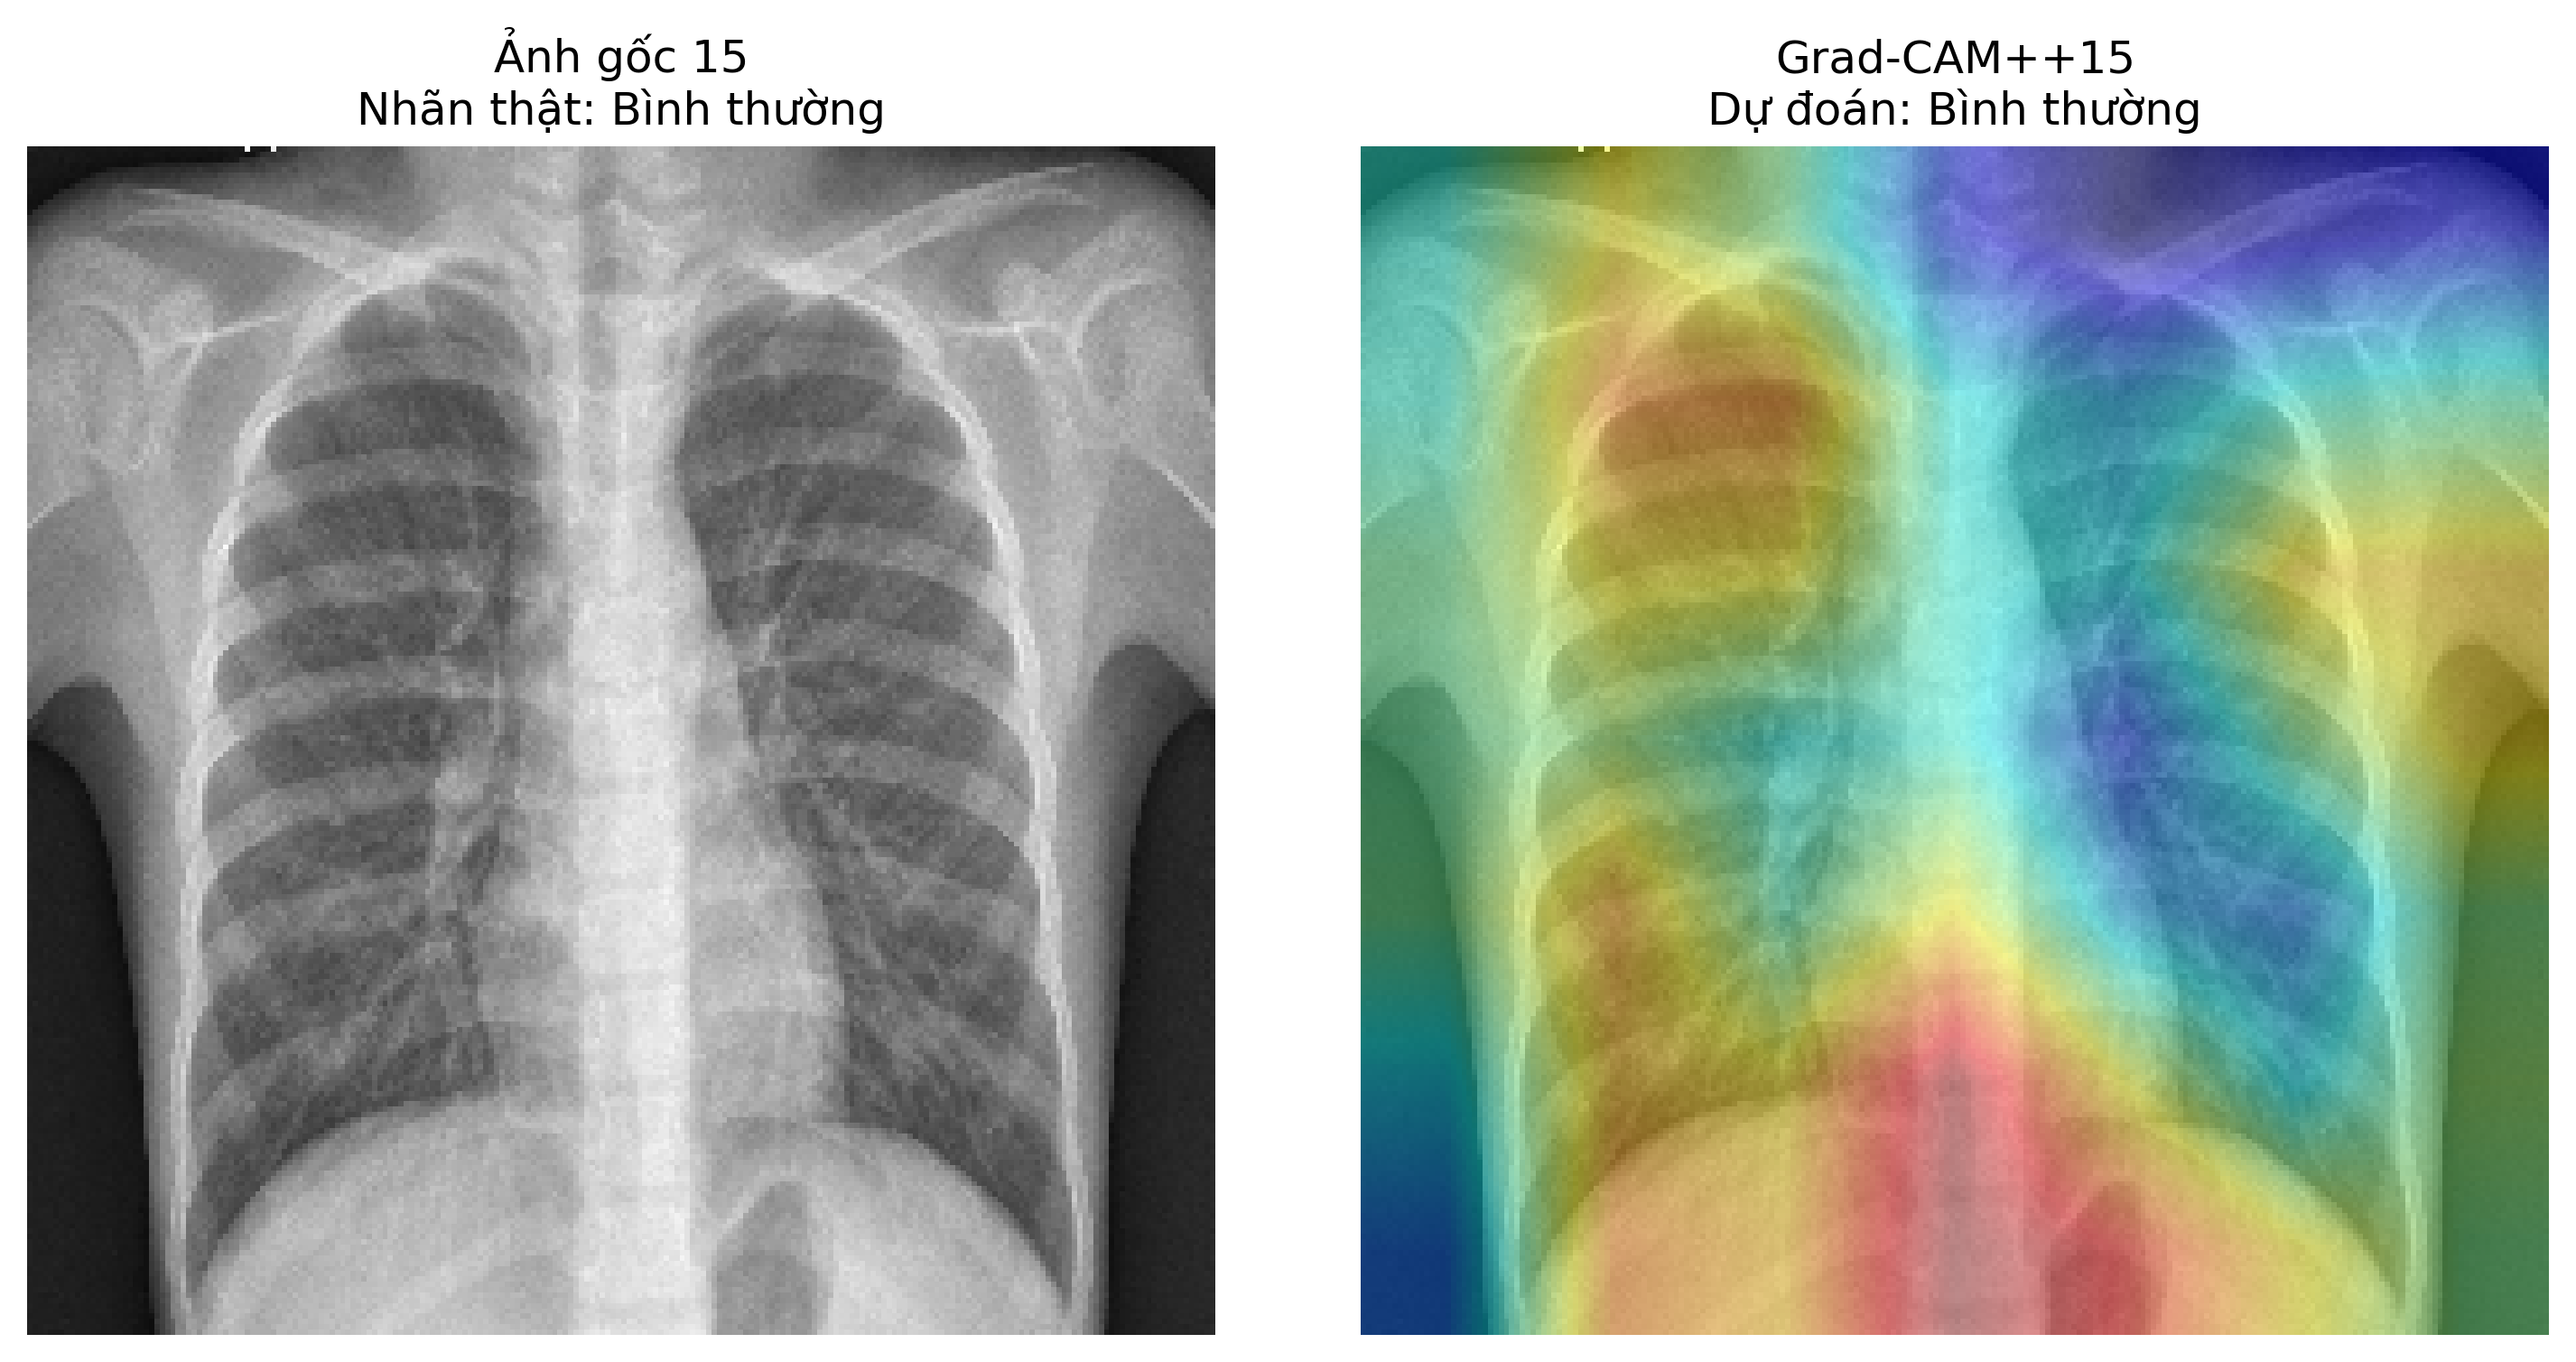 Ảnh gốc 15
Nhãn thật: Bình thường
Grad-CAM++15
Dự đoán: Bình thường